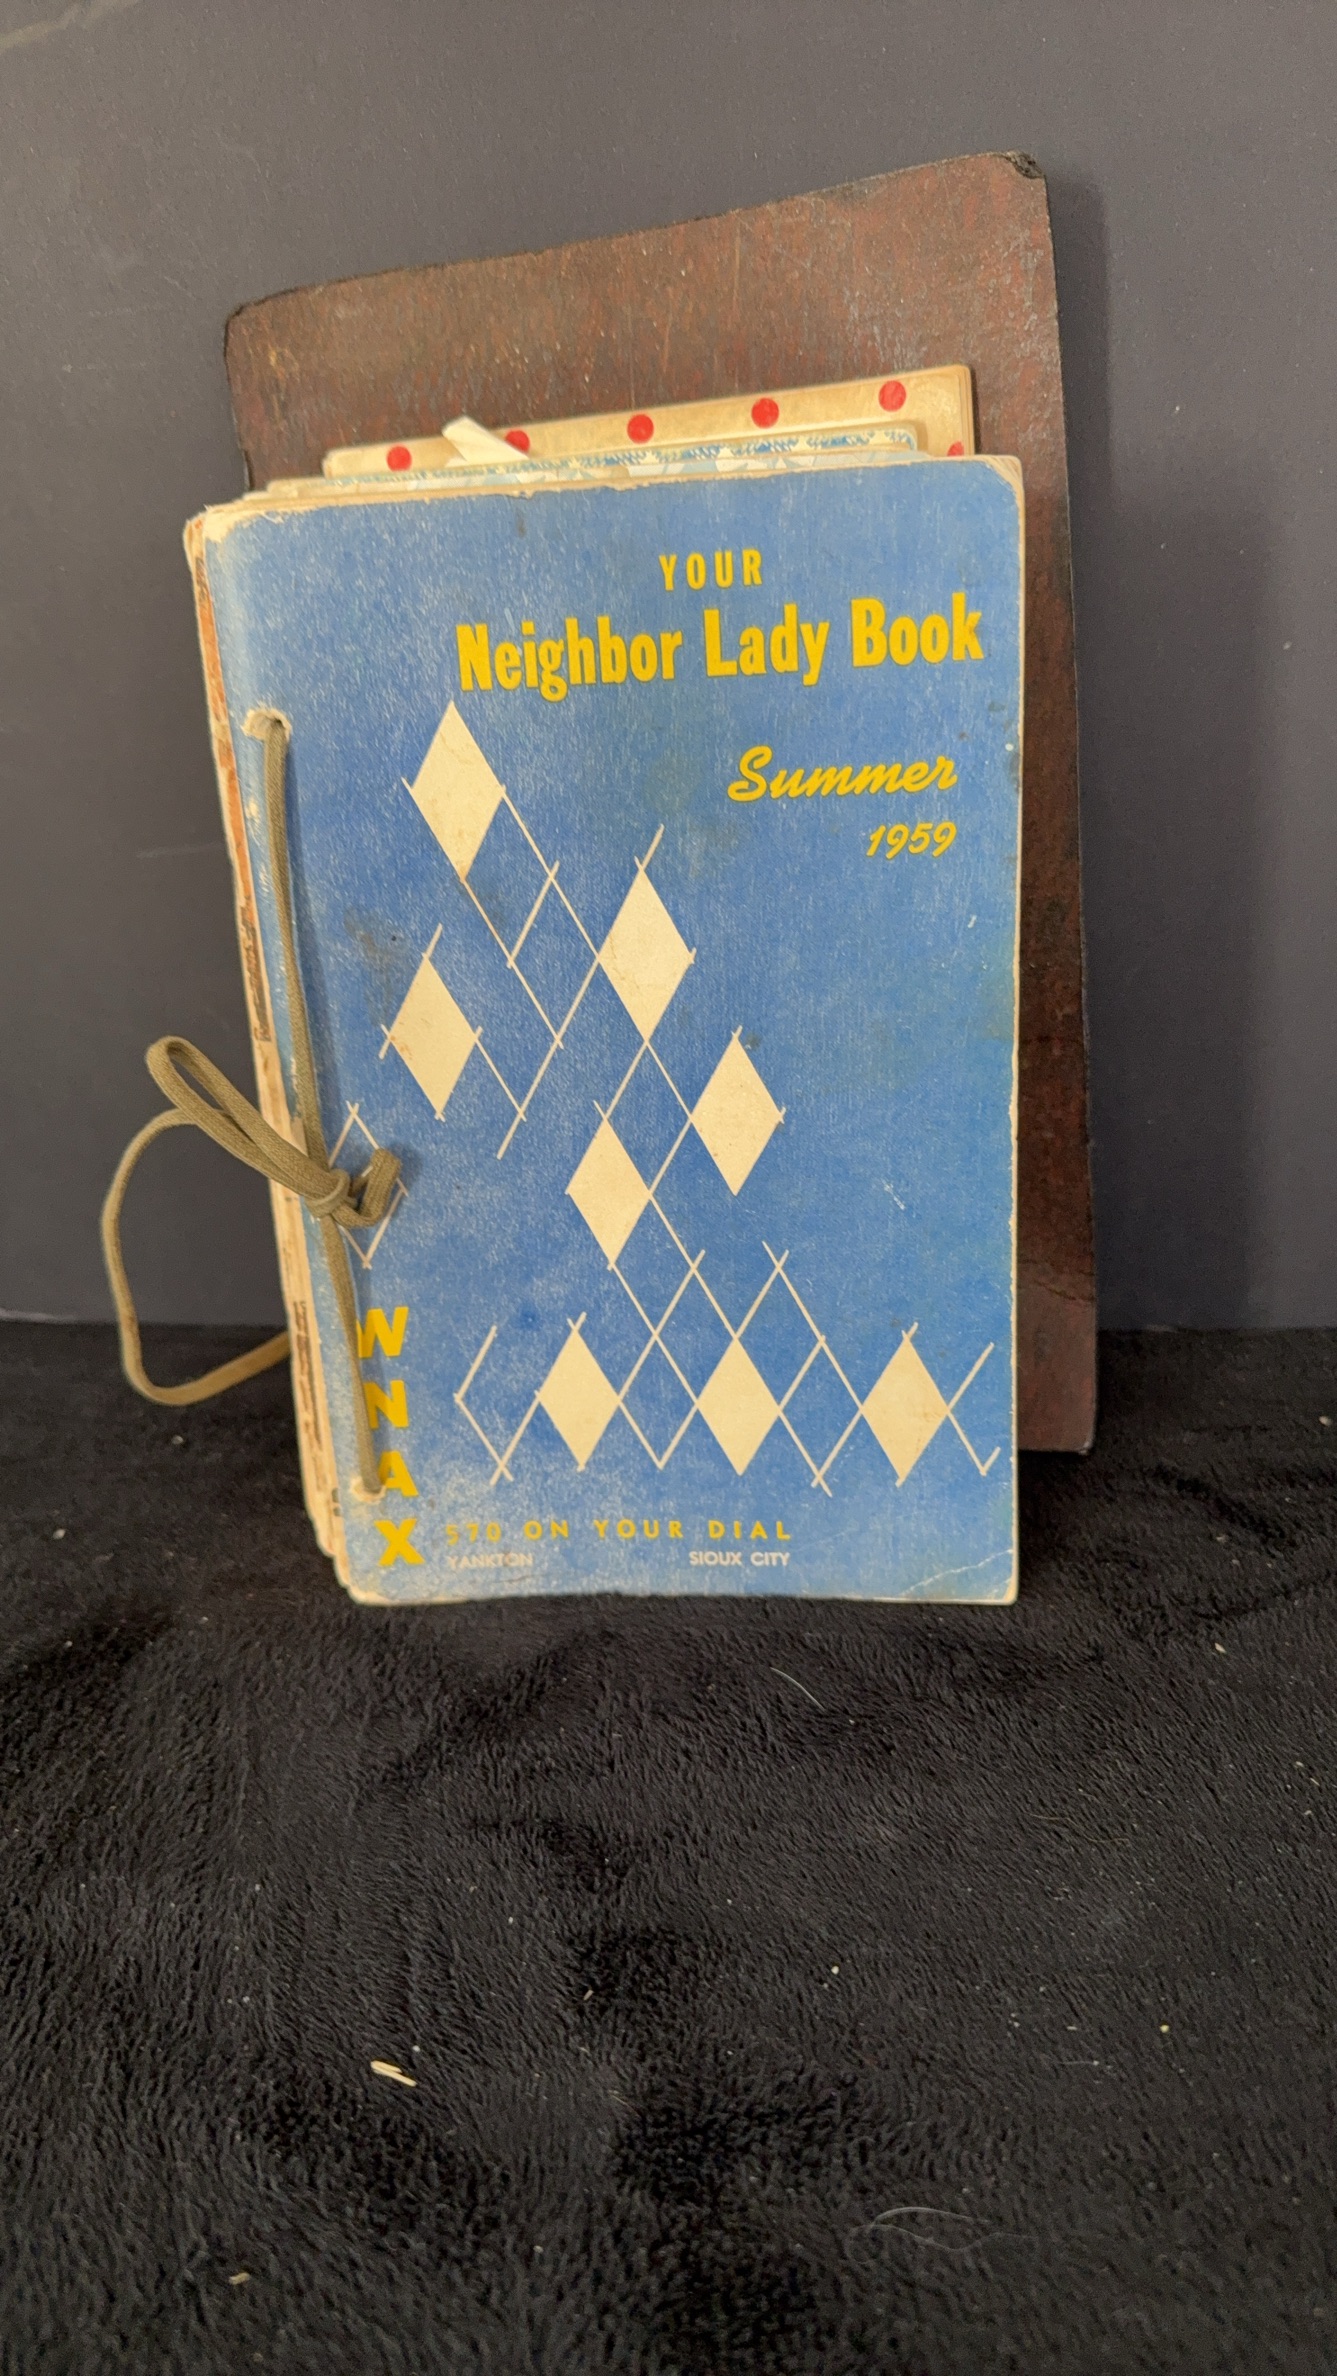 YOUR
Neighbor Lady Book
Summer
1959
WNAX
570 ON YOUR DIAL
YANKTON SIOUX CITY